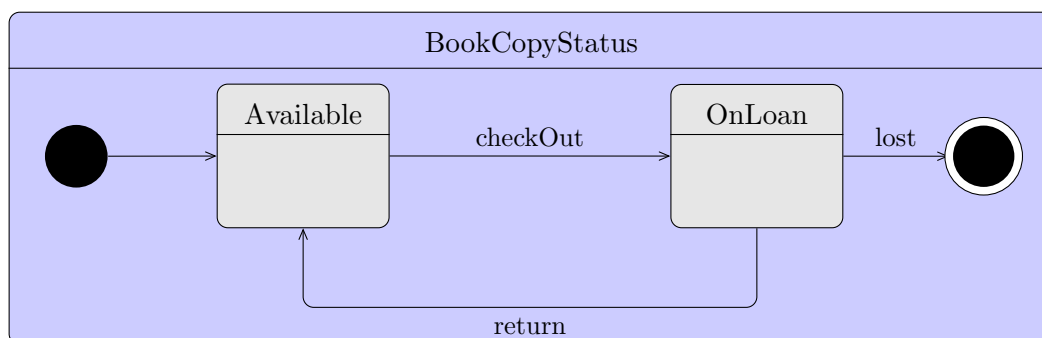 BookCopyStatus
Available
OnLoan
checkOut
lost
return